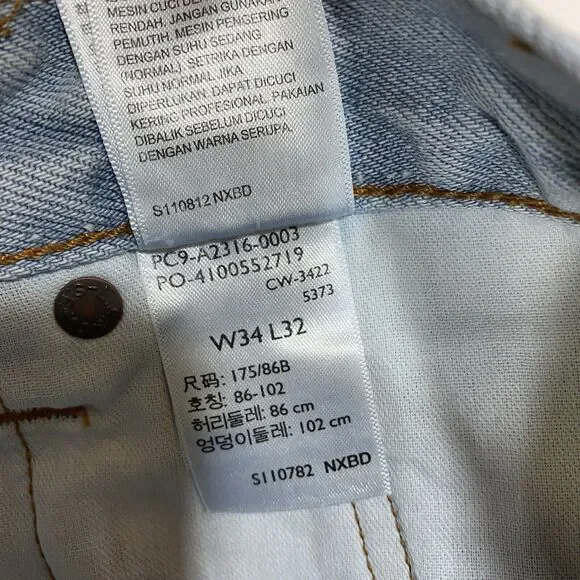 MESIN CUCI DE
RENDAH. JANGAN GUNAKAN
PEMUTIH. MESIN PENGERING
DENGAN SUHU SEDANG
(NORMAL). SETRIKA DENGAN
SUHU NORMAL JIKA
DIPERLUKAN. DAPAT DICUCI
KERING PROFESIONAL. PAKAIAN
DIBALIK SEBELUM DICUCI
DENGAN WARNA SERUPA.
S110812 NXBD
PC9-A2316-0003
PO-4100552719
CW-3422
5373
W34 L32
尺码: 175/86B
호칭: 86-102
허리둘레: 86 cm
엉덩이둘레: 102 cm
S110782 NXBD